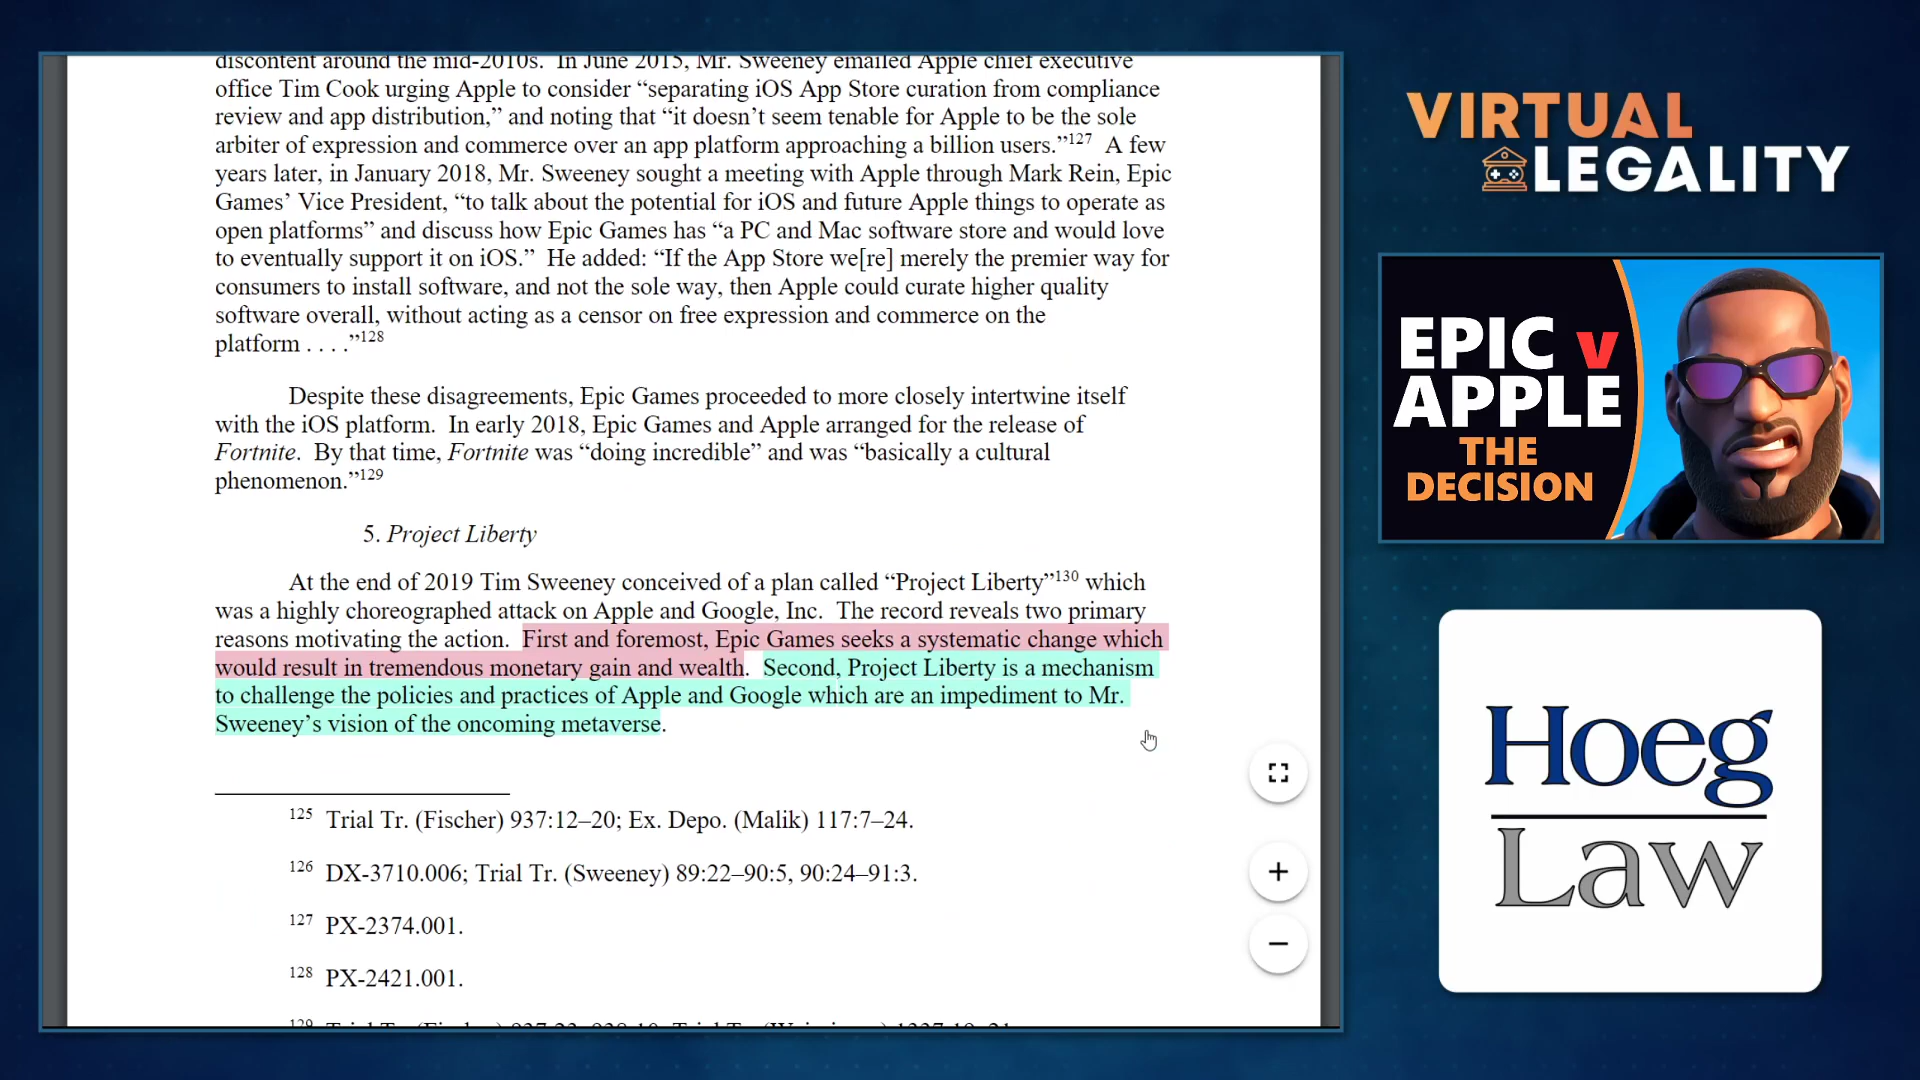 discontent around the mid-2010s.  In June 2015, Mr. Sweeney emailed Apple chief executive
office Tim Cook urging Apple to consider “separating iOS App Store curation from compliance
review and app distribution,” and noting that “it doesn’t seem tenable for Apple to be the sole
arbiter of expression and commerce over an app platform approaching a billion users.”127  A few
years later, in January 2018, Mr. Sweeney sought a meeting with Apple through Mark Rein, Epic
Games’ Vice President, “to talk about the potential for iOS and future Apple things to operate as
open platforms” and discuss how Epic Games has “a PC and Mac software store and would love
to eventually support it on iOS.”  He added: “If the App Store we[re] merely the premier way for
consumers to install software, and not the sole way, then Apple could curate higher quality
software overall, without acting as a censor on free expression and commerce on the
platform . . . .”128
Despite these disagreements, Epic Games proceeded to more closely intertwine itself
with the iOS platform.  In early 2018, Epic Games and Apple arranged for the release of
Fortnite.  By that time, Fortnite was “doing incredible” and was “basically a cultural
phenomenon.”129
5. Project Liberty
At the end of 2019 Tim Sweeney conceived of a plan called “Project Liberty”130 which
was a highly choreographed attack on Apple and Google, Inc.  The record reveals two primary
reasons motivating the action.  First and foremost, Epic Games seeks a systematic change which
would result in tremendous monetary gain and wealth.  Second, Project Liberty is a mechanism
to challenge the policies and practices of Apple and Google which are an impediment to Mr.
Sweeney’s vision of the oncoming metaverse.
125 Trial Tr. (Fischer) 937:12–20; Ex. Depo. (Malik) 117:7–24.
126 DX-3710.006; Trial Tr. (Sweeney) 89:22–90:5, 90:24–91:3.
127 PX-2374.001.
128 PX-2421.001.
VIRTUAL
LEGALITY
EPIC v
APPLE
THE
DECISION
Hoeg
Law